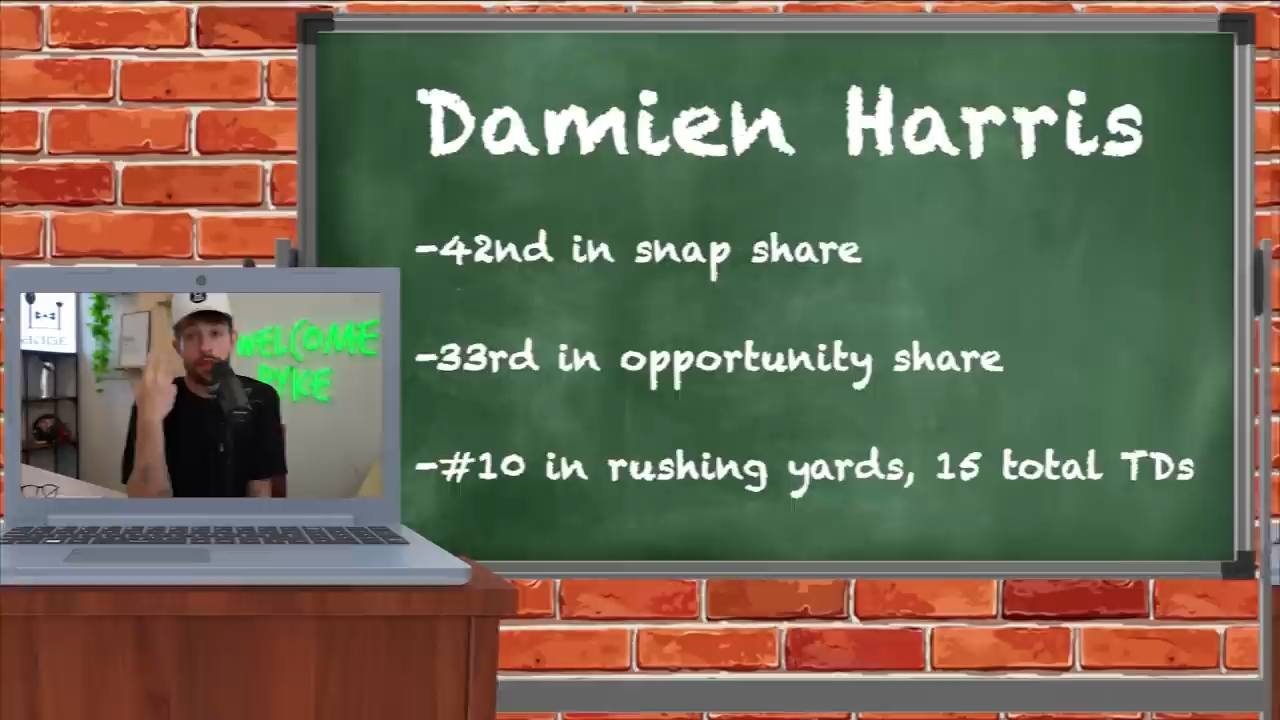 Damien Harris
-42nd in snap share
-33rd in opportunity share
-#10 in rushing yards, 15 total TDs
WELCOME